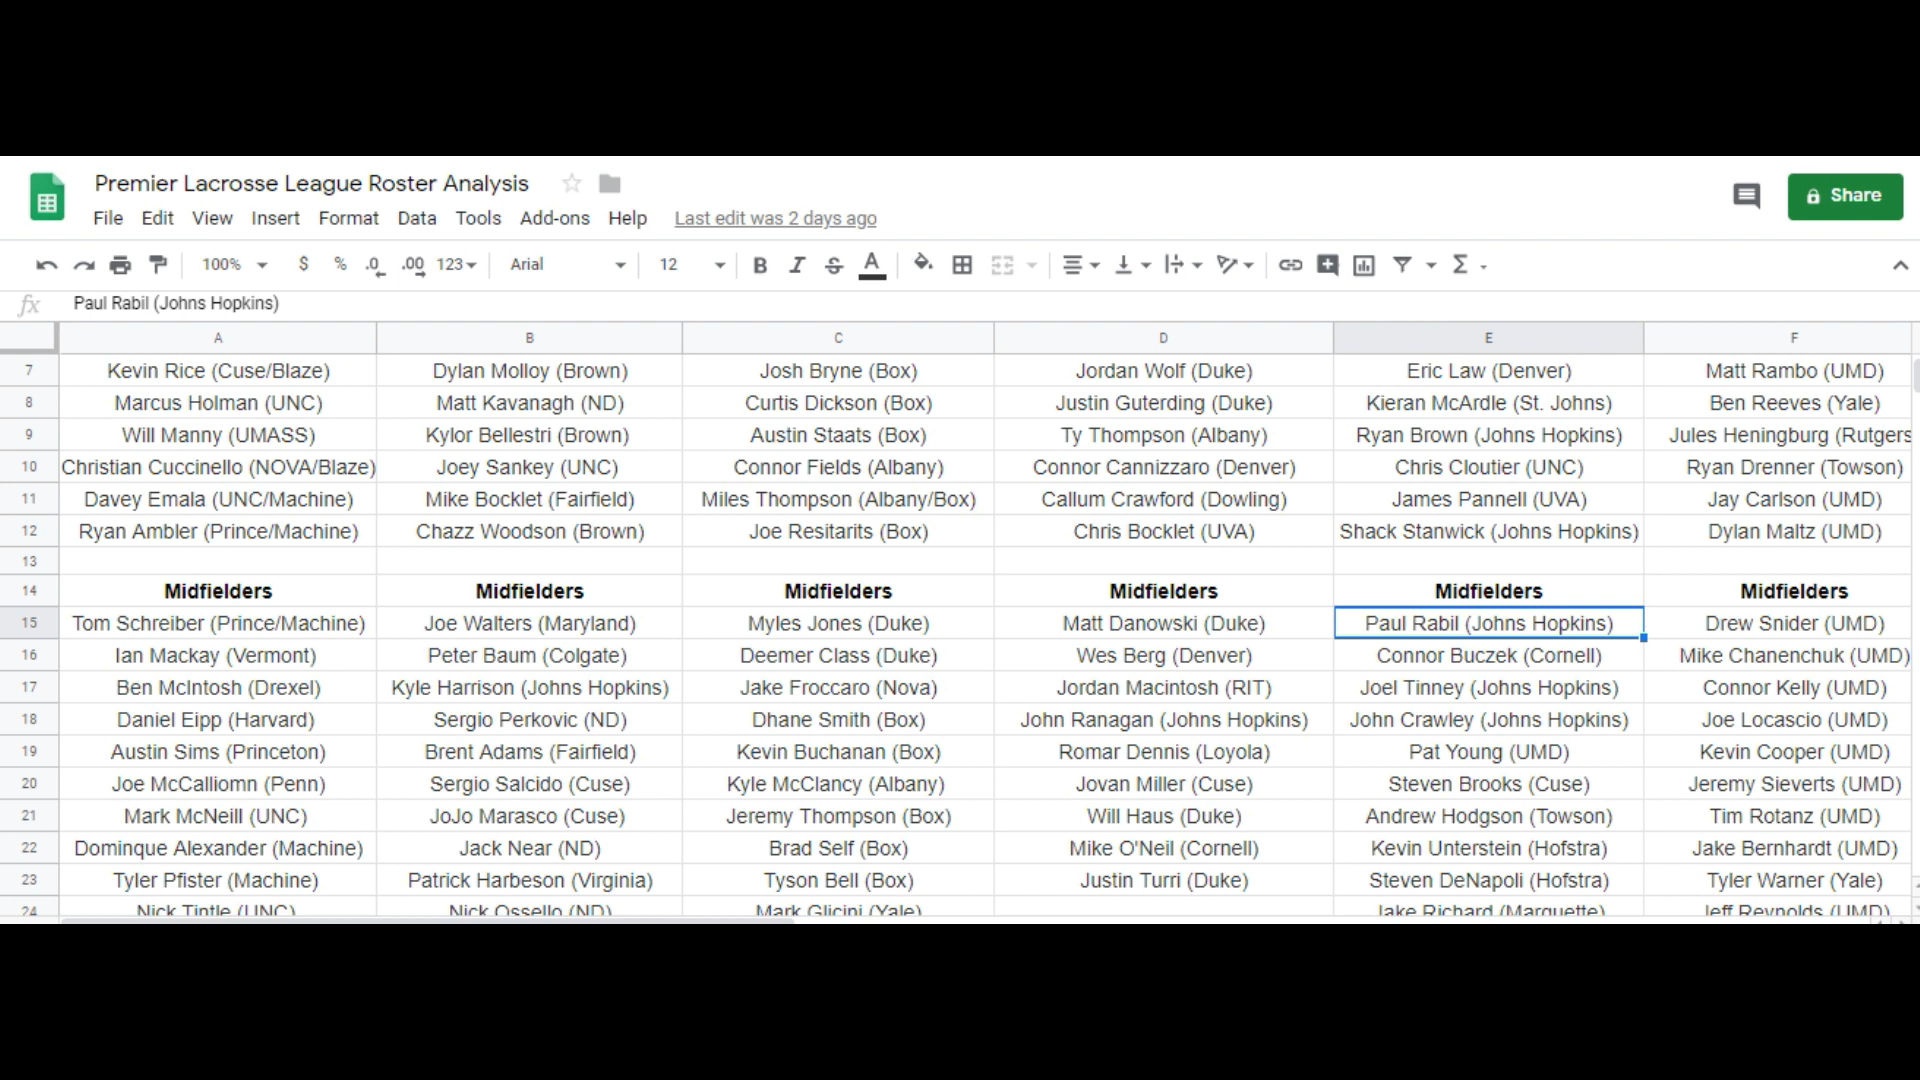 Premier Lacrosse League Roster Analysis
File Edit View Insert Format Data Tools Add-ons Help Last edit was 2 days ago
Share
100% $ % .0 .00 123 Arial 12 B I S A Σ
fx Paul Rabil (Johns Hopkins)
A B C D E F
7 Kevin Rice (Cuse/Blaze) Dylan Molloy (Brown) Josh Bryne (Box) Jordan Wolf (Duke) Eric Law (Denver) Matt Rambo (UMD)
8 Marcus Holman (UNC) Matt Kavanagh (ND) Curtis Dickson (Box) Justin Guterding (Duke) Kieran McArdle (St. Johns) Ben Reeves (Yale)
9 Will Manny (UMASS) Kylor Bellestri (Brown) Austin Staats (Box) Ty Thompson (Albany) Ryan Brown (Johns Hopkins) Jules Heningburg (Rutgers
10 Christian Cuccinello (NOVA/Blaze) Joey Sankey (UNC) Connor Fields (Albany) Connor Cannizzaro (Denver) Chris Cloutier (UNC) Ryan Drenner (Towson)
11 Davey Emala (UNC/Machine) Mike Bocklet (Fairfield) Miles Thompson (Albany/Box) Callum Crawford (Dowling) James Pannell (UVA) Jay Carlson (UMD)
12 Ryan Ambler (Prince/Machine) Chazz Woodson (Brown) Joe Resitarits (Box) Chris Bocklet (UVA) Shack Stanwick (Johns Hopkins) Dylan Maltz (UMD)
13
14 Midfielders Midfielders Midfielders Midfielders Midfielders Midfielders
15 Tom Schreiber (Prince/Machine) Joe Walters (Maryland) Myles Jones (Duke) Matt Danowski (Duke) Paul Rabil (Johns Hopkins) Drew Snider (UMD)
16 Ian Mackay (Vermont) Peter Baum (Colgate) Deemer Class (Duke) Wes Berg (Denver) Connor Buczek (Cornell) Mike Chanenchuk (UMD)
17 Ben McIntosh (Drexel) Kyle Harrison (Johns Hopkins) Jake Froccaro (Nova) Jordan Macintosh (RIT) Joel Tinney (Johns Hopkins) Connor Kelly (UMD)
18 Daniel Eipp (Harvard) Sergio Perkovic (ND) Dhane Smith (Box) John Ranagan (Johns Hopkins) John Crawley (Johns Hopkins) Joe Locascio (UMD)
19 Austin Sims (Princeton) Brent Adams (Fairfield) Kevin Buchanan (Box) Romar Dennis (Loyola) Pat Young (UMD) Kevin Cooper (UMD)
20 Joe McCalliomn (Penn) Sergio Salcido (Cuse) Kyle McClancy (Albany) Jovan Miller (Cuse) Steven Brooks (Cuse) Jeremy Sieverts (UMD)
21 Mark McNeill (UNC) JoJo Marasco (Cuse) Jeremy Thompson (Box) Will Haus (Duke) Andrew Hodgson (Towson) Tim Rotanz (UMD)
22 Dominque Alexander (Machine) Jack Near (ND) Brad Self (Box) Mike O'Neil (Cornell) Kevin Unterstein (Hofstra) Jake Bernhardt (UMD)
23 Tyler Pfister (Machine) Patrick Harbeson (Virginia) Tyson Bell (Box) Justin Turri (Duke) Steven DeNapoli (Hofstra) Tyler Warner (Yale)
24 Nick Tintle (UNC) Nick Ossello (ND) Mark Glicini (Yale) Jake Richard (Marquette) Jeff Reynolds (UMD)